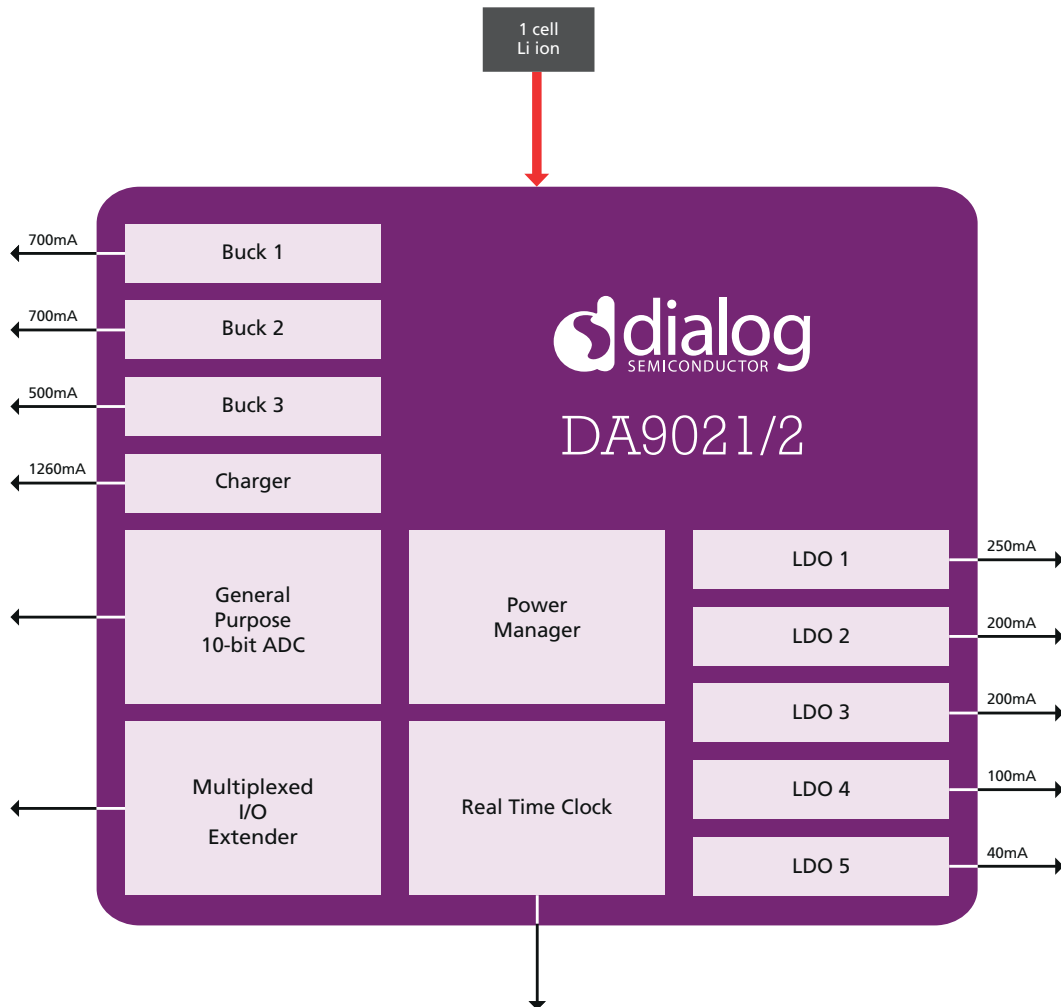 1 cell
Li ion
700mA
Buck 1
700mA
Buck 2
500mA
Buck 3
1260mA
Charger
dialog
SEMICONDUCTOR
DA9021/2
General
Purpose
10-bit ADC
Multiplexed
I/O
Extender
Power
Manager
Real Time Clock
LDO 1
250mA
LDO 2
200mA
LDO 3
200mA
LDO 4
100mA
LDO 5
40mA